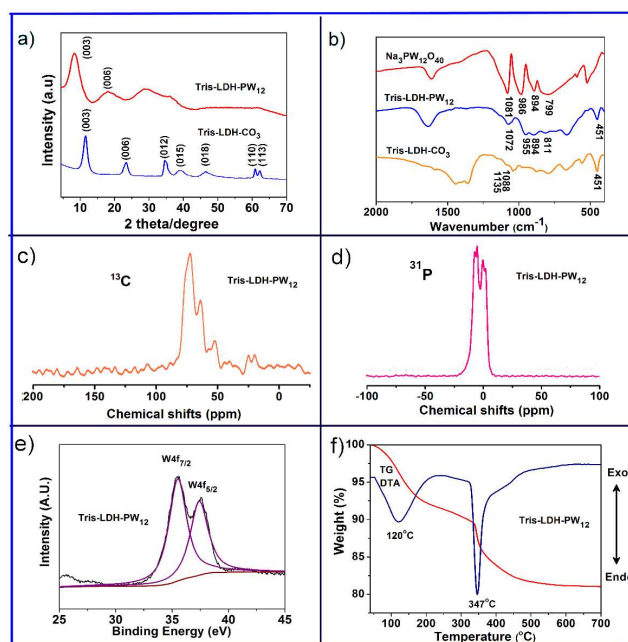 a)
(003)
(006)
Tris-LDH-PW12
(003)
Tris-LDH-CO3
(006)
(012)
(015)
(018)
(110)
(113)
Intensity (a.u)
10 20 30 40 50 60 70
2 theta/degree
b)
Na3PW12O40
Tris-LDH-PW12
1081
986
894
799
1072
955
894
811
451
Tris-LDH-CO3
1135
1088
451
2000 1500 1000 500
Wavenumber (cm-1)
c)
13C
Tris-LDH-PW12
200 150 100 50 0
Chemical shifts (ppm)
d)
31P
Tris-LDH-PW12
-100 -50 0 50 100
Chemical shifts (ppm)
e)
W4f7/2
W4f5/2
Tris-LDH-PW12
Intensity (A.U.)
25 30 35 40 45
Binding Energy (eV)
f)
100
95
90
85
80
Weight (%)
TG
DTA
Exo
Tris-LDH-PW12
120°C
Endo
347°C
0 100 200 300 400 500 600 700
Temperature (°C)